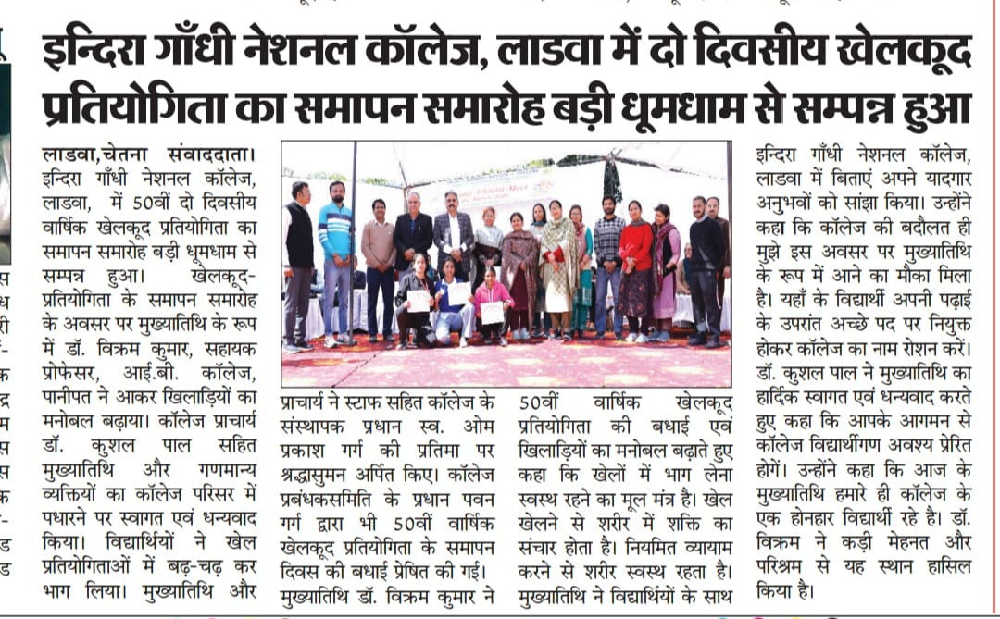 इन्दिरा गाँधी नेशनल कॉलेज, लाडवा में दो दिवसीय खेलकूद
प्रतियोगिता का समापन समारोह बड़ी धूमधाम से सम्पन्न हुआ
लाडवा,चेतना संवाददाता।
इन्दिरा गाँधी नेशनल कॉलेज,
लाडवा, में 50वीं दो दिवसीय
वार्षिक खेलकूद प्रतियोगिता का
समापन समारोह बड़ी धूमधाम से
सम्पन्न हुआ। खेलकूद-
प्रतियोगिता के समापन समारोह
के अवसर पर मुख्यातिथि के रूप
में डॉ. विक्रम कुमार, सहायक
प्रोफेसर, आई.बी. कॉलेज,
पानीपत ने आकर खिलाड़ियों का
मनोबल बढ़ाया। कॉलेज प्राचार्य
डॉ. कुशल पाल सहित
मुख्यातिथि और गणमान्य
व्यक्तियों का कॉलेज परिसर में
पधारने पर स्वागत एवं धन्यवाद
किया। विद्यार्थियों ने खेल
प्रतियोगिताओं में बढ़-चढ़ कर
भाग लिया। मुख्यातिथि और
प्राचार्य ने स्टाफ सहित कॉलेज के
संस्थापक प्रधान स्व. ओम
प्रकाश गर्ग की प्रतिमा पर
श्रद्धासुमन अर्पित किए। कॉलेज
प्रबंधकसमिति के प्रधान पवन
गर्ग द्वारा भी 50वीं वार्षिक
खेलकूद प्रतियोगिता के समापन
दिवस की बधाई प्रेषित की गई।
मुख्यातिथि डॉ. विक्रम कुमार ने
50वीं वार्षिक खेलकूद
प्रतियोगिता की बधाई एवं
खिलाड़ियों का मनोबल बढ़ाते हुए
कहा कि खेलों में भाग लेना
स्वस्थ रहने का मूल मंत्र है। खेल
खेलने से शरीर में शक्ति का
संचार होता है। नियमित व्यायाम
करने से शरीर स्वस्थ रहता है।
मुख्यातिथि ने विद्यार्थियों के साथ
इन्दिरा गाँधी नेशनल कॉलेज,
लाडवा में बिताएं अपने यादगार
अनुभवों को सांझा किया। उन्होंने
कहा कि कॉलेज की बदौलत ही
मुझे इस अवसर पर मुख्यातिथि
के रूप में आने का मौका मिला
है। यहाँ के विद्यार्थी अपनी पढ़ाई
के उपरांत अच्छे पद पर नियुक्त
होकर कॉलेज का नाम रोशन करें।
डॉ. कुशल पाल ने मुख्यातिथि का
हार्दिक स्वागत एवं धन्यवाद करते
हुए कहा कि आपके आगमन से
कॉलेज विद्यार्थीगण अवश्य प्रेरित
होगें। उन्होंने कहा कि आज के
मुख्यातिथि हमारे ही कॉलेज के
एक होनहार विद्यार्थी रहे है। डॉ.
विक्रम ने कड़ी मेहनत और
परिश्रम से यह स्थान हासिल
किया है।